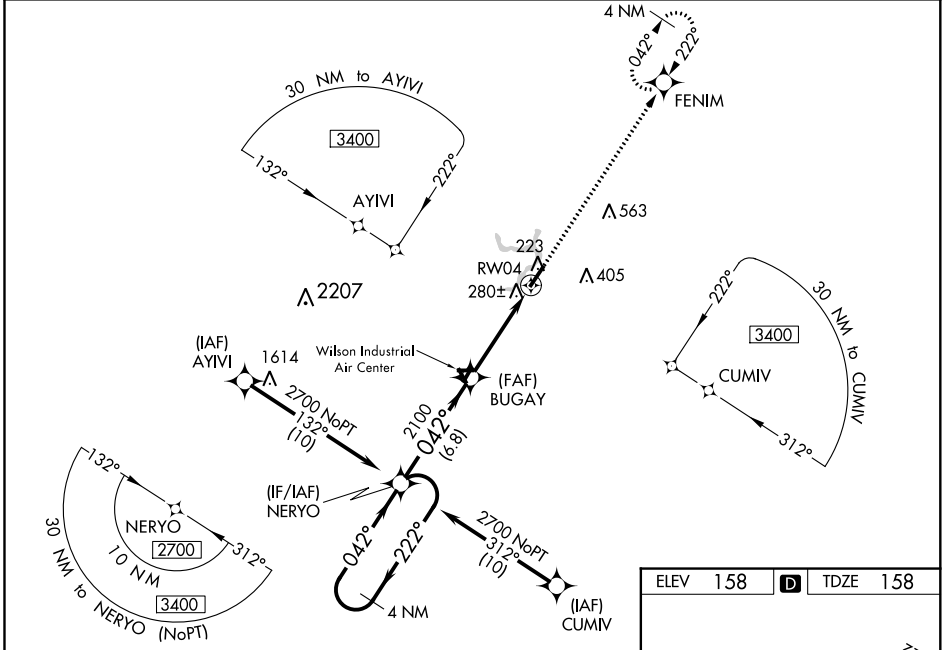 4 NM
042°
222°
FENIM
30 NM to AYIVI
3400
132°
222°
AYIVI
563
223
RW04
280±
405
2207
222°
30 NM to CUMIV
3400
CUMIV
312°
(IAF)
AYIVI
1614
Wilson Industrial
Air Center
(FAF)
BUGAY
2700 NoPT
132°
(10)
2100
042°
(6.8)
132°
NERYO
2700
312°
10 NM
3400
30 NM to NERYO (NoPT)
(IF/IAF)
NERYO
042°
222°
4 NM
2700 NoPT
312°
(10)
(IAF)
CUMIV
ELEV 158 D TDZE 158